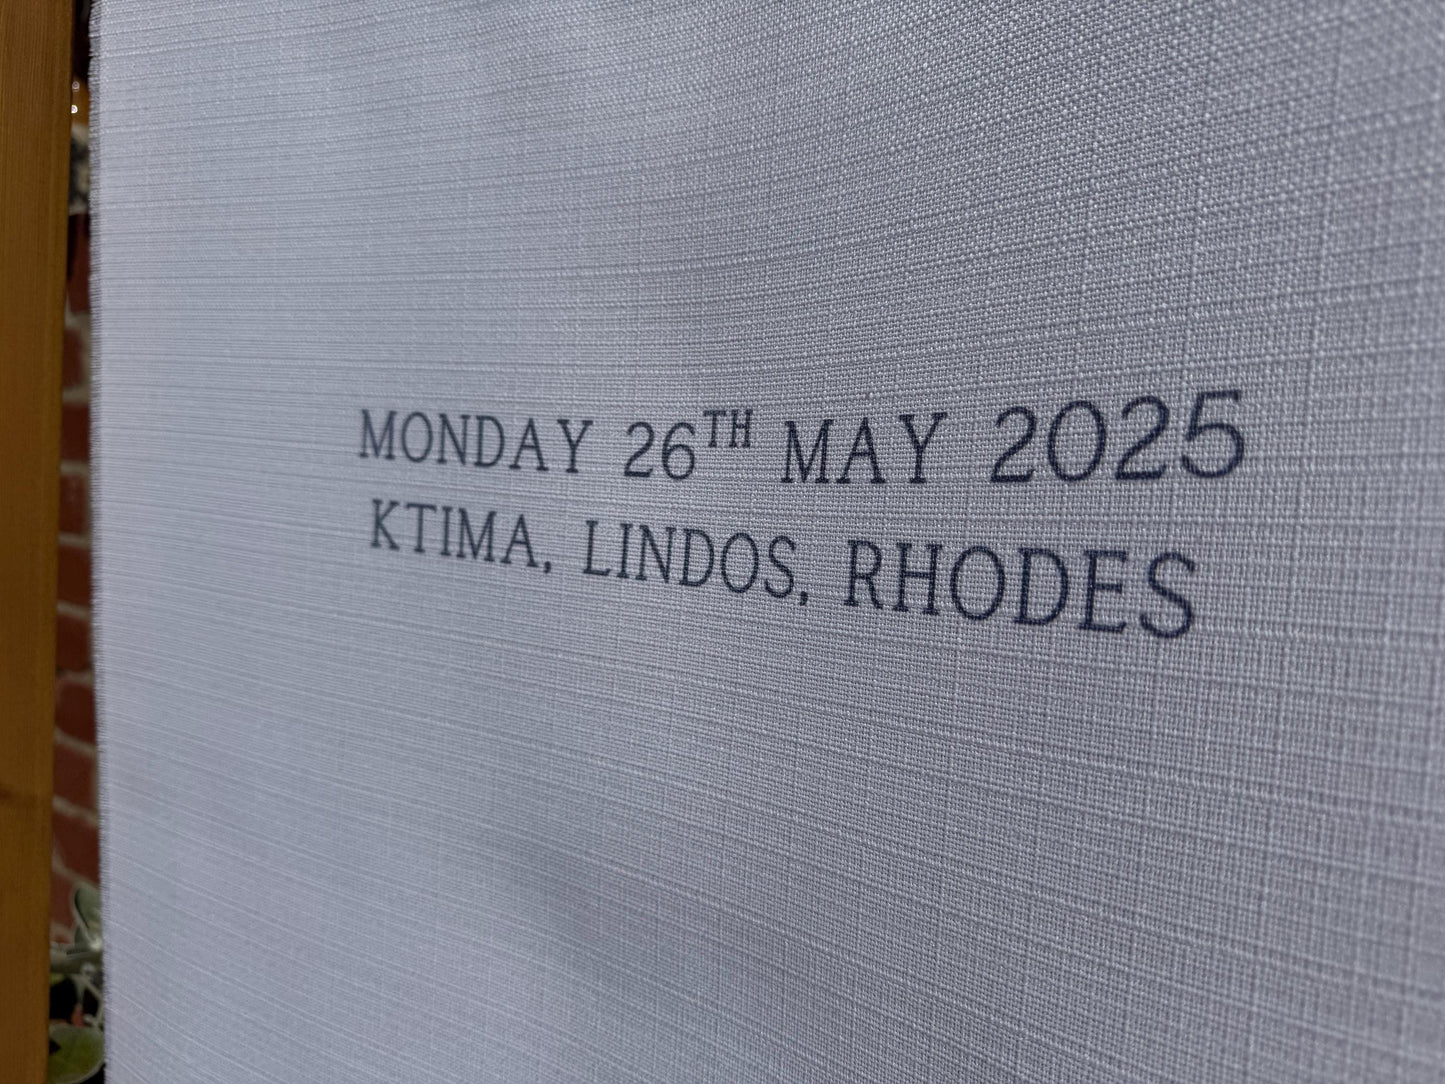 MONDAY 26TH MAY 2025
KTIMA, LINDOS, RHODES